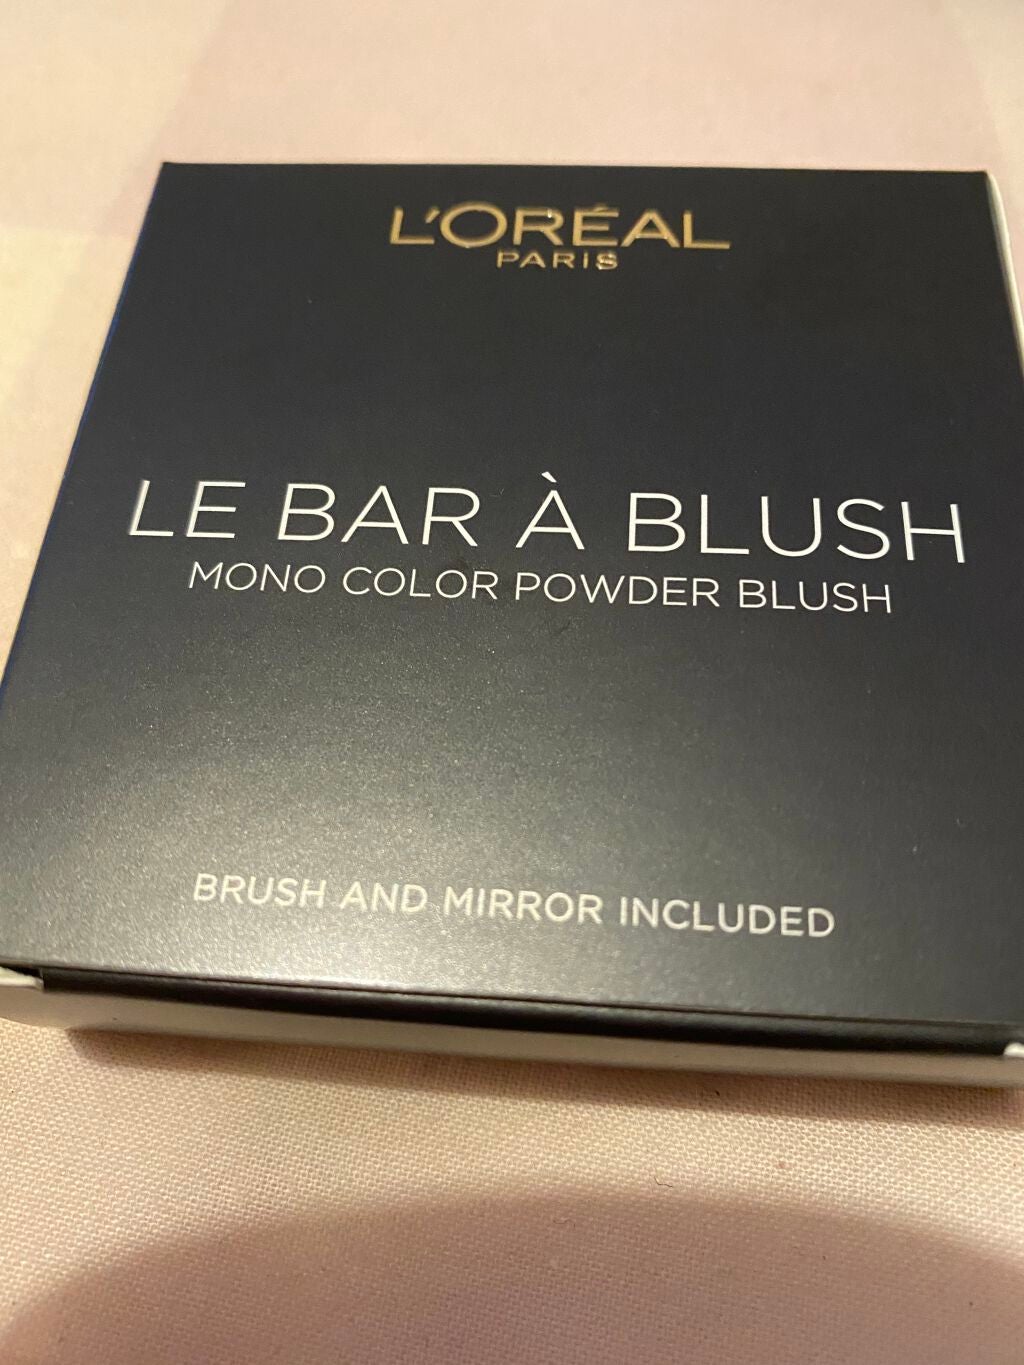 L'ORÉAL
PARIS
LE BAR À BLUSH
MONO COLOR POWDER BLUSH
BRUSH AND MIRROR INCLUDED